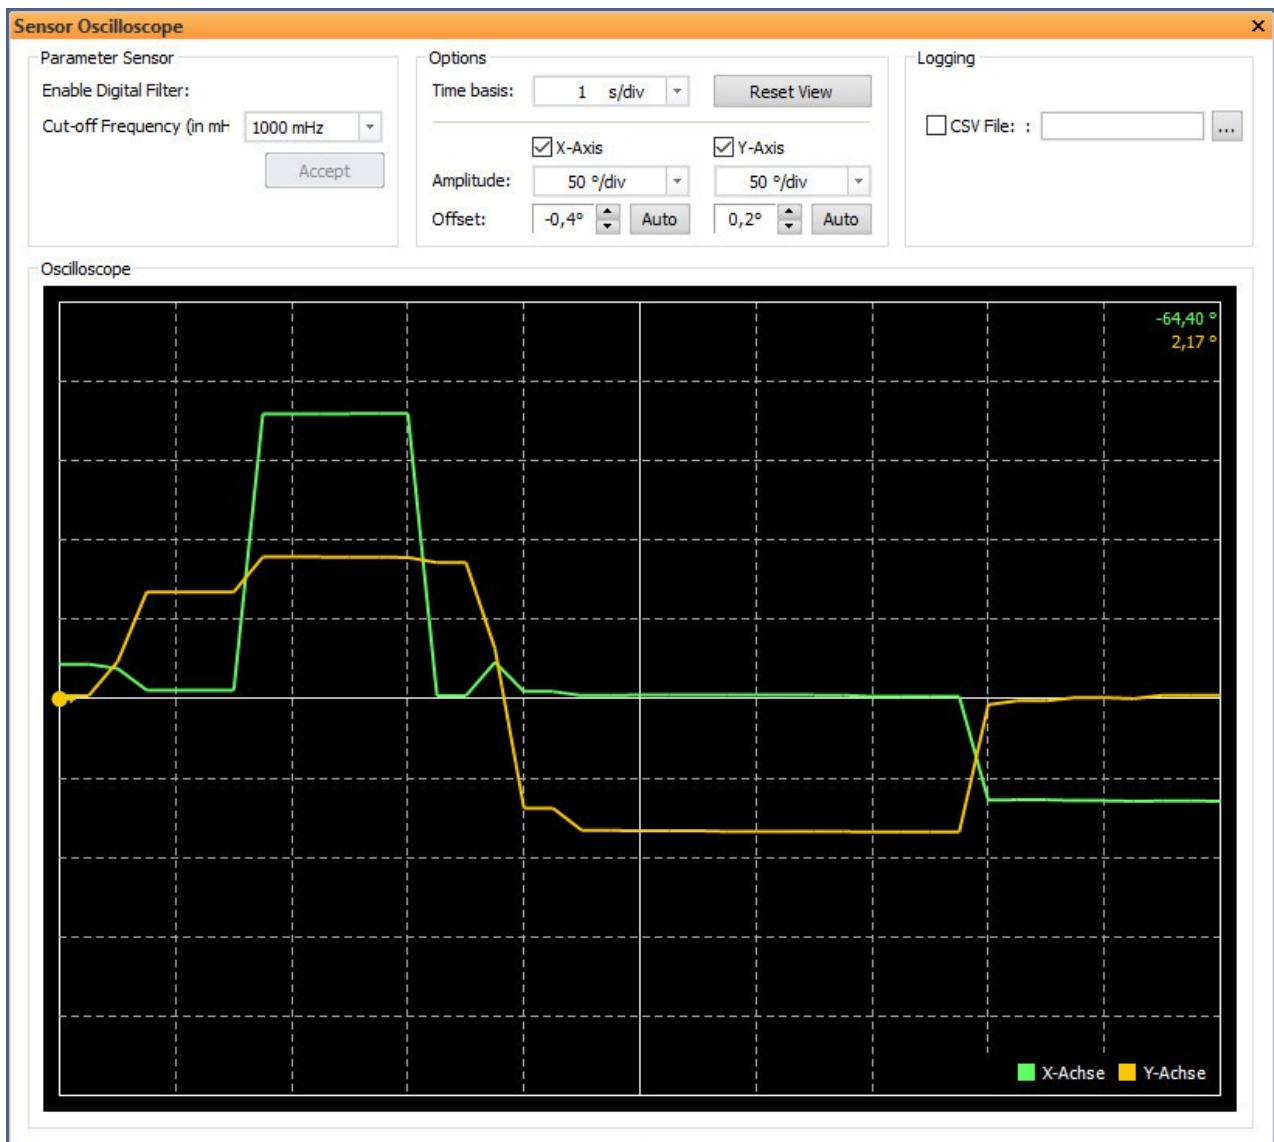 Sensor Oscilloscope
Parameter Sensor
Enable Digital Filter:
Cut-off Frequency (in mH
1000 mHz
Accept
Options
Time basis:
1 s/div
Reset View
X-Axis
Y-Axis
Amplitude:
50 °/div
50 °/div
Offset:
-0,4°
Auto
0,2°
Auto
Logging
CSV File: :
...
Oscilloscope
-64,40 °
2,17 °
X-Achse
Y-Achse